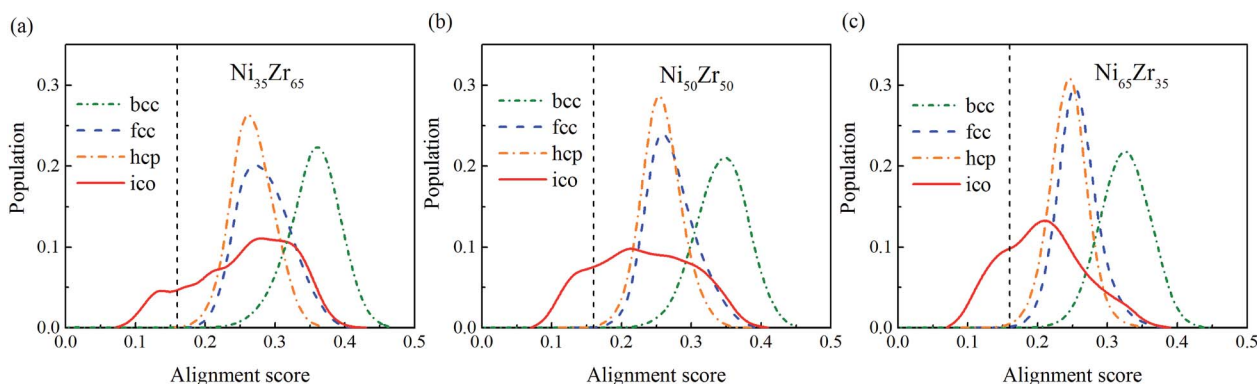 (a)
Ni35Zr65
bcc
fcc
hcp
ico
Population
0.3
0.2
0.1
0.0
0.0 0.1 0.2 0.3 0.4 0.5
Alignment score
(b)
Ni50Zr50
bcc
fcc
hcp
ico
Population
0.3
0.2
0.1
0.0
0.0 0.1 0.2 0.3 0.4 0.5
Alignment score
(c)
Ni65Zr35
bcc
fcc
hcp
ico
Population
0.3
0.2
0.1
0.0
0.0 0.1 0.2 0.3 0.4 0.5
Alignment score